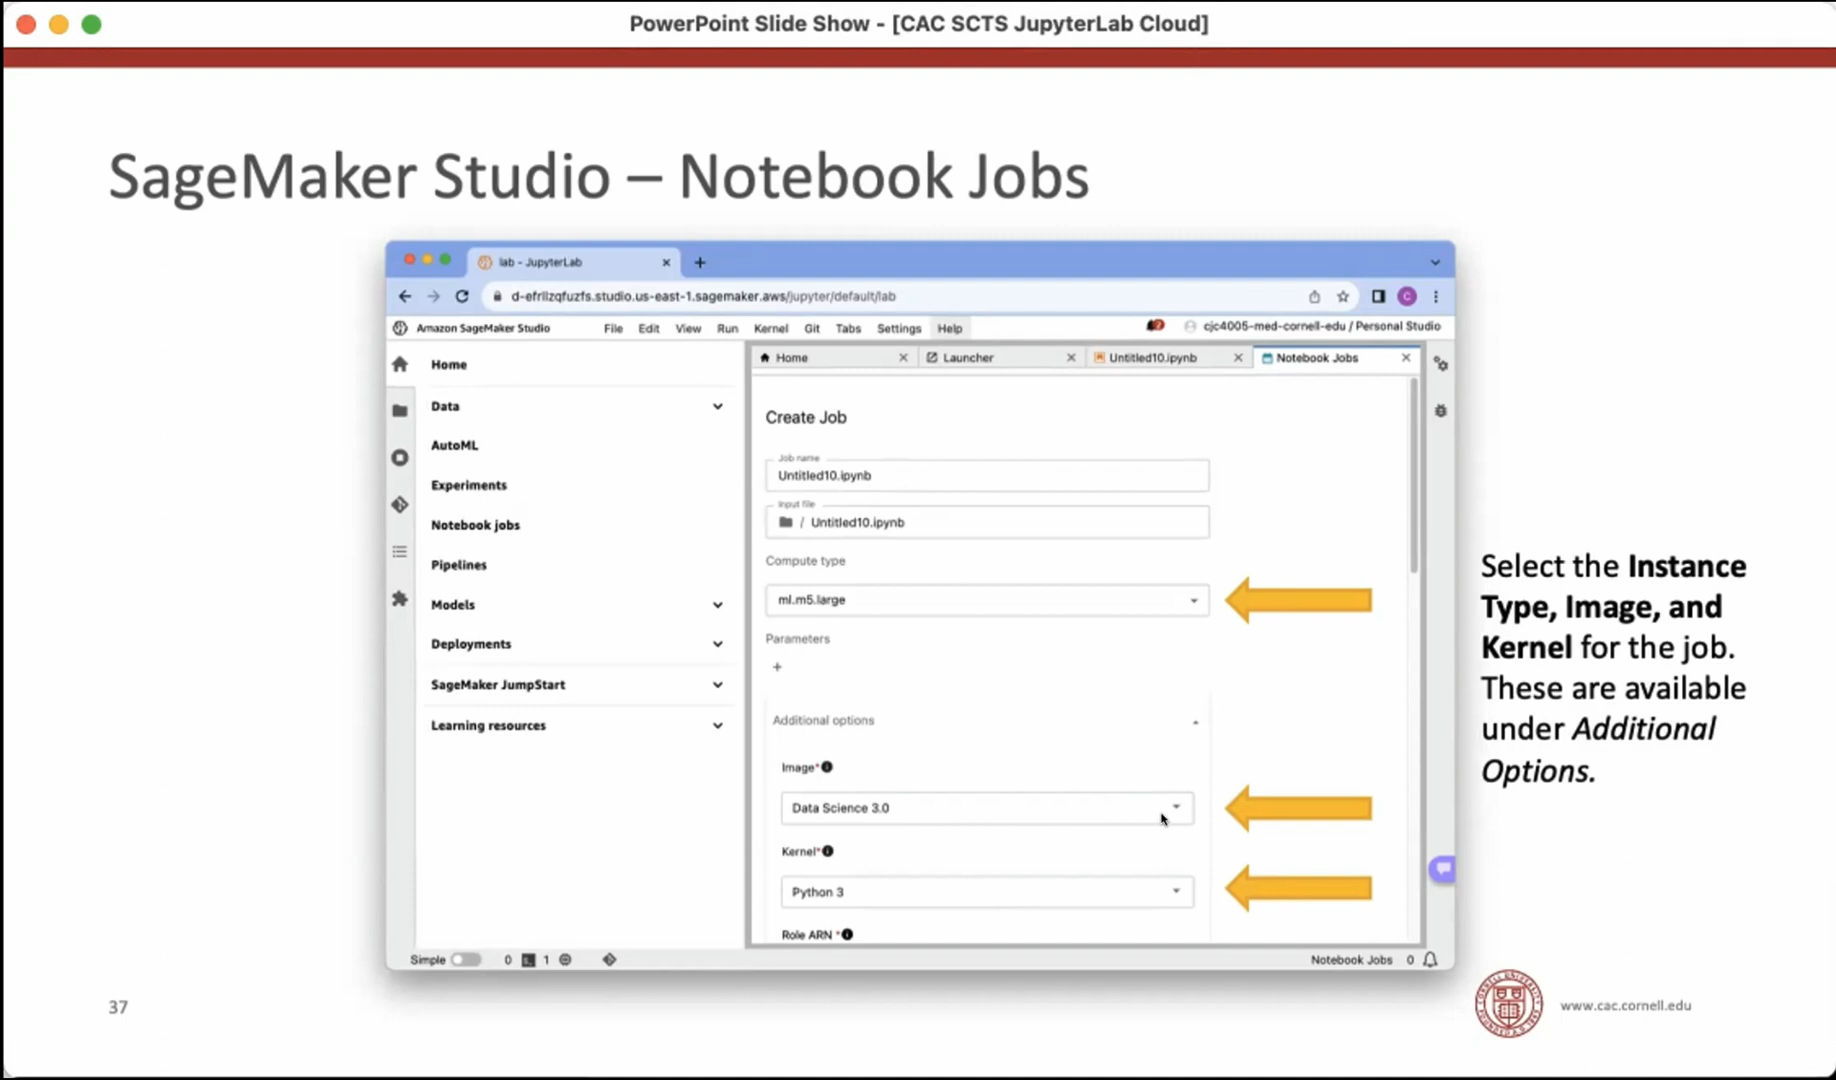 PowerPoint Slide Show - [CAC SCTS JupyterLab Cloud]
SageMaker Studio – Notebook Jobs
lab - JupyterLab
d-efrllzqfuzfs.studio.us-east-1.sagemaker.aws/jupyter/default/lab
C
Amazon SageMaker Studio File Edit View Run Kernel Git Tabs Settings Help
cjc4005-med-cornell-edu / Personal Studio
Home
Data
AutoML
Experiments
Notebook jobs
Pipelines
Models
Deployments
SageMaker JumpStart
Learning resources
Home Launcher Untitled10.ipynb Notebook Jobs
Create Job
Job name
Untitled10.ipynb
Input file
/ Untitled10.ipynb
Compute type
ml.m5.large
Parameters
+
Additional options
Image*
Data Science 3.0
Kernel*
Python 3
Role ARN *
Simple 0 1
Notebook Jobs 0
Select the Instance
Type, Image, and
Kernel for the job.
These are available
under Additional
Options.
37
www.cac.cornell.edu